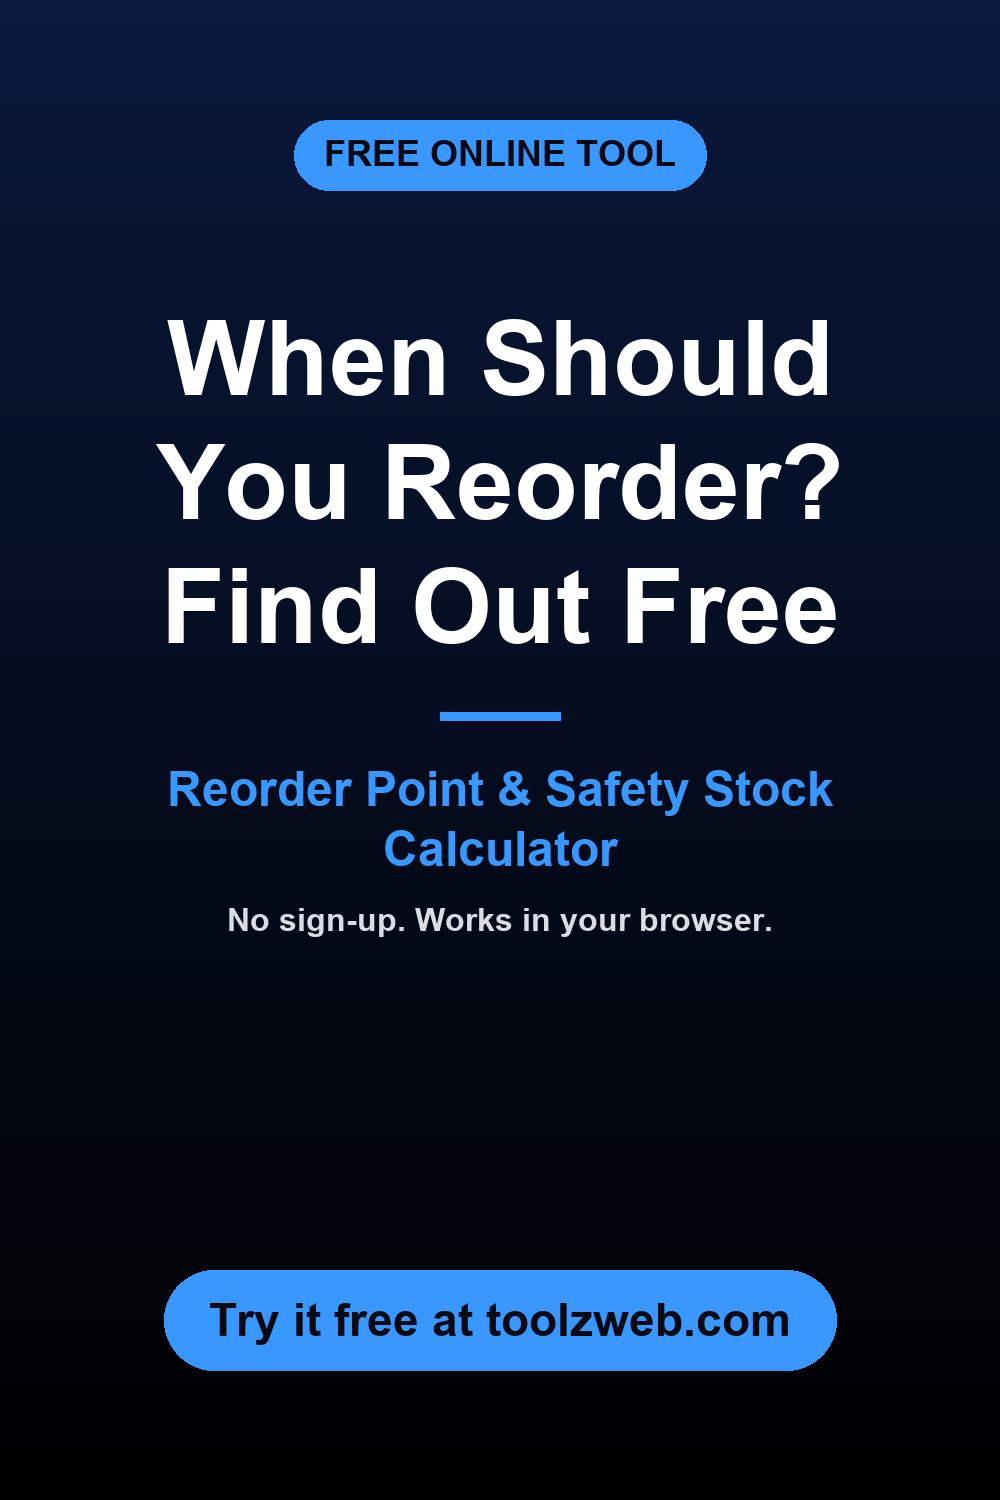 FREE ONLINE TOOL
When Should
You Reorder?
Find Out Free
Reorder Point & Safety Stock
Calculator
No sign-up. Works in your browser.
Try it free at toolzweb.com